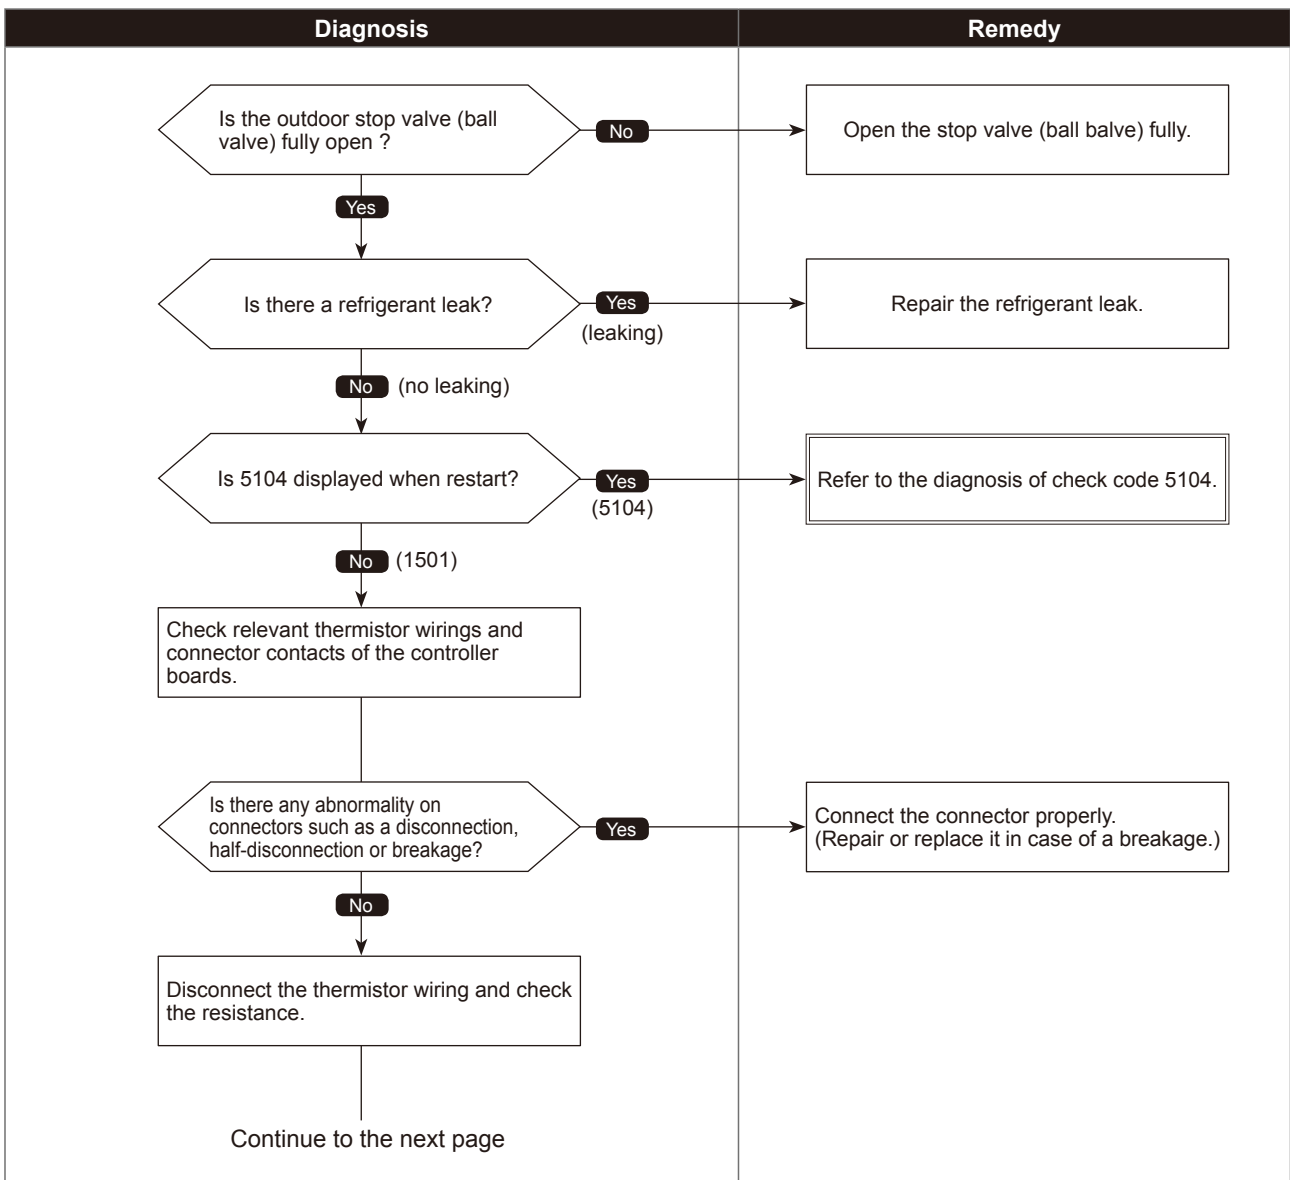 Diagnosis
Remedy
Is the outdoor stop valve (ball
valve) fully open ?
No
Open the stop valve (ball balve) fully.
Yes
Is there a refrigerant leak?
Yes
(leaking)
Repair the refrigerant leak.
No (no leaking)
Is 5104 displayed when restart?
Yes
(5104)
Refer to the diagnosis of check code 5104.
No (1501)
Check relevant thermistor wirings and
connector contacts of the controller
boards.
Is there any abnormality on
connectors such as a disconnection,
half-disconnection or breakage?
Yes
Connect the connector properly.
(Repair or replace it in case of a breakage.)
No
Disconnect the thermistor wiring and check
the resistance.
Continue to the next page